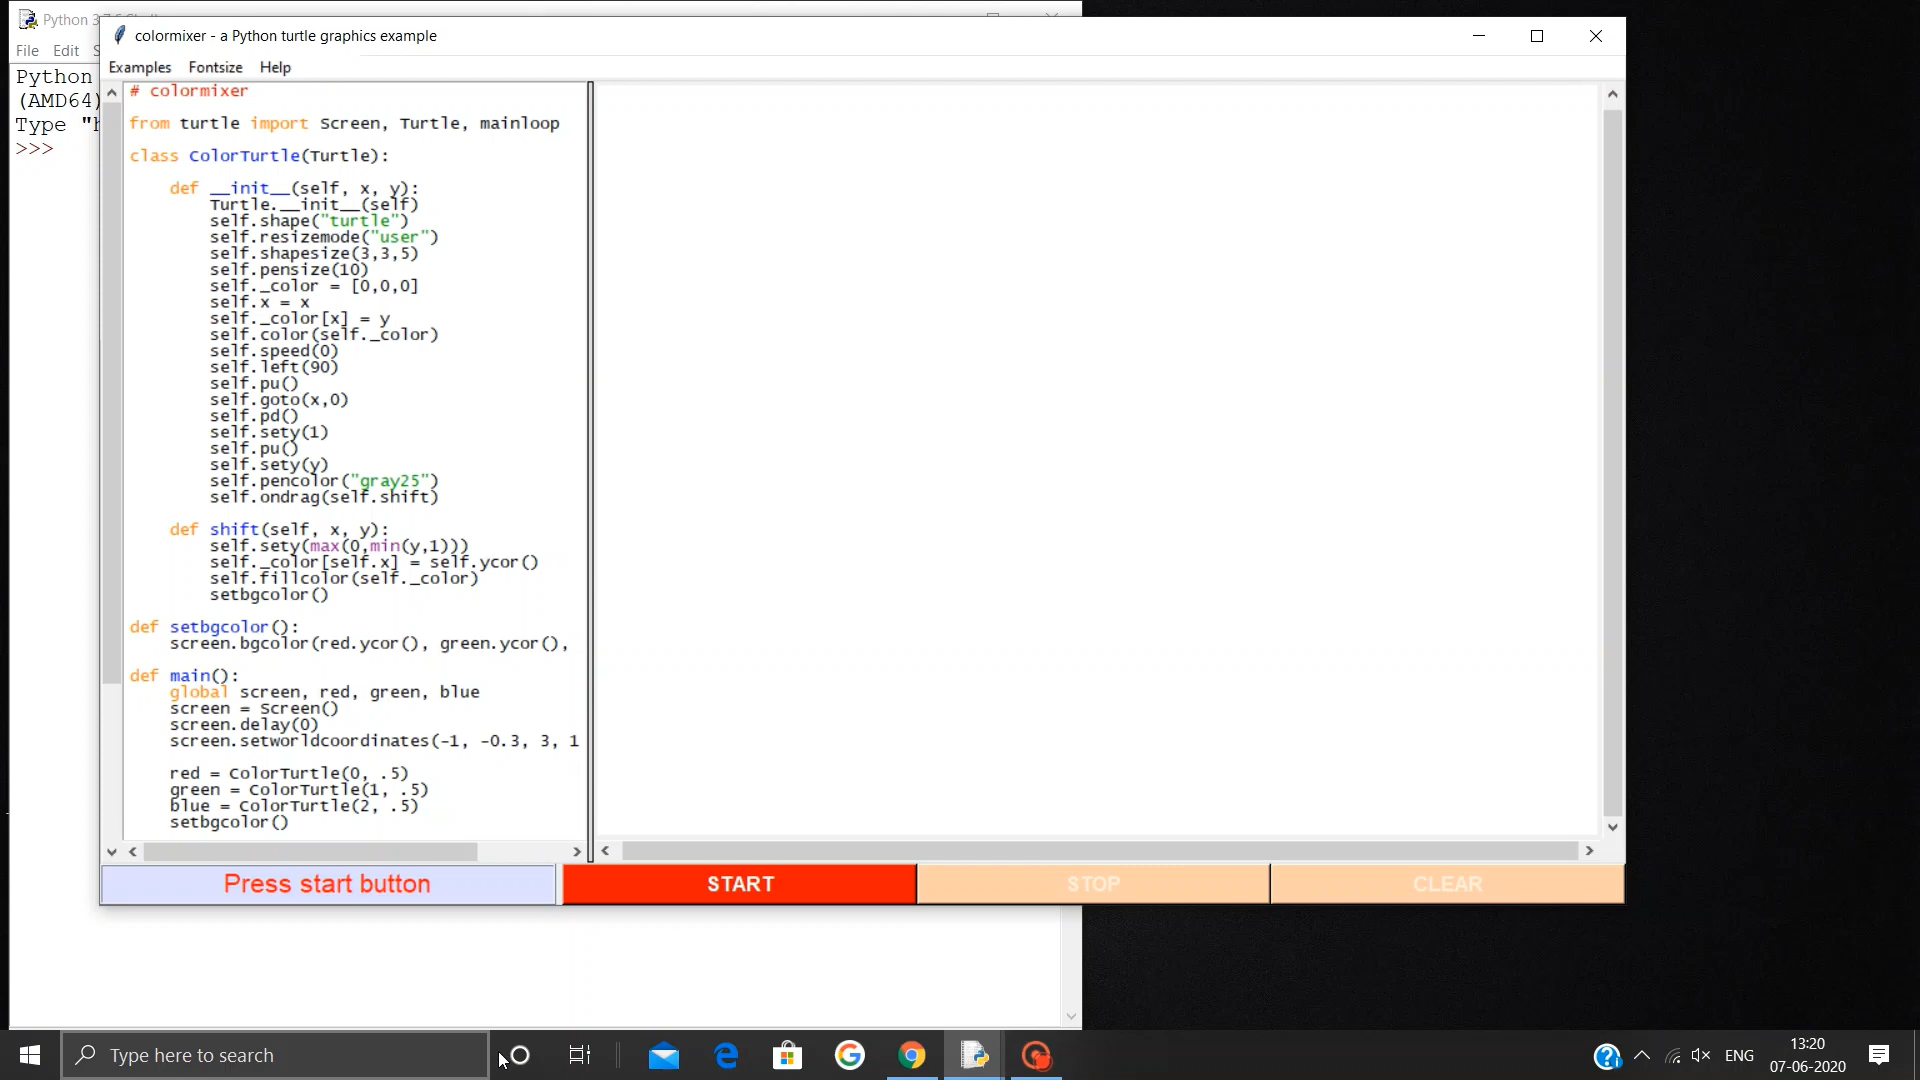 Python 3
File Edit
Python
(AMD64)
Type "h
>>>
colormixer - a Python turtle graphics example
Examples Fontsize Help
# colormixer
from turtle import Screen, Turtle, mainloop
class ColorTurtle(Turtle):
def __init__(self, x, y):
Turtle.__init__(self)
self.shape("turtle")
self.resizemode("user")
self.shapesize(3,3,5)
self.pensize(10)
self._color = [0,0,0]
self.x = x
self._color[x] = y
self.color(self._color)
self.speed(0)
self.left(90)
self.pu()
self.goto(x,0)
self.pd()
self.sety(1)
self.pu()
self.sety(y)
self.pencolor("gray25")
self.ondrag(self.shift)
def shift(self, x, y):
self.sety(max(0,min(y,1)))
self._color[self.x] = self.ycor()
self.fillcolor(self._color)
setbgcolor()
def setbgcolor():
screen.bgcolor(red.ycor(), green.ycor(),
def main():
global screen, red, green, blue
screen = Screen()
screen.delay(0)
screen.setworldcoordinates(-1, -0.3, 3, 1
red = ColorTurtle(0, .5)
green = ColorTurtle(1, .5)
blue = ColorTurtle(2, .5)
setbgcolor()
Press start button START STOP CLEAR
Type here to search
ENG
13:20
07-06-2020